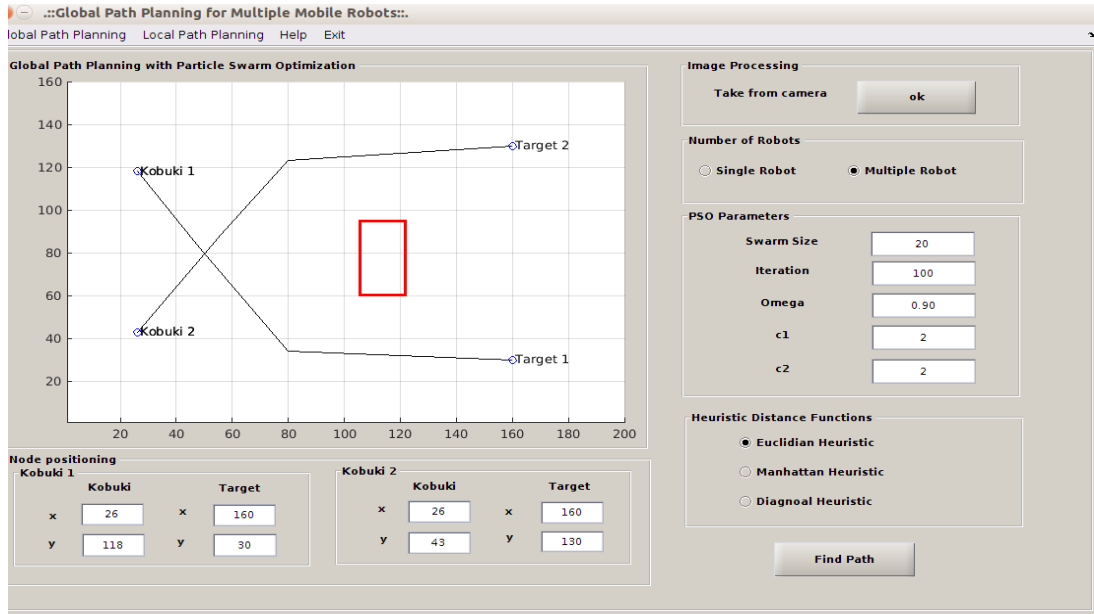 .::Global Path Planning for Multiple Mobile Robots::.
lobal Path Planning Local Path Planning Help Exit
Global Path Planning with Particle Swarm Optimization
160
140
120
100
80
60
40
20
20 40 60 80 100 120 140 160 180 200
Kobuki 1
Kobuki 2
Target 2
Target 1
Node positioning
Kobuki 1
Kobuki Target
x 26 x 160
y 118 y 30
Kobuki 2
Kobuki Target
x 26 x 160
y 43 y 130
Image Processing
Take from camera ok
Number of Robots
Single Robot Multiple Robot
PSO Parameters
Swarm Size 20
Iteration 100
Omega 0.90
c1 2
c2 2
Heuristic Distance Functions
Euclidian Heuristic
Manhattan Heuristic
Diagnoal Heuristic
Find Path